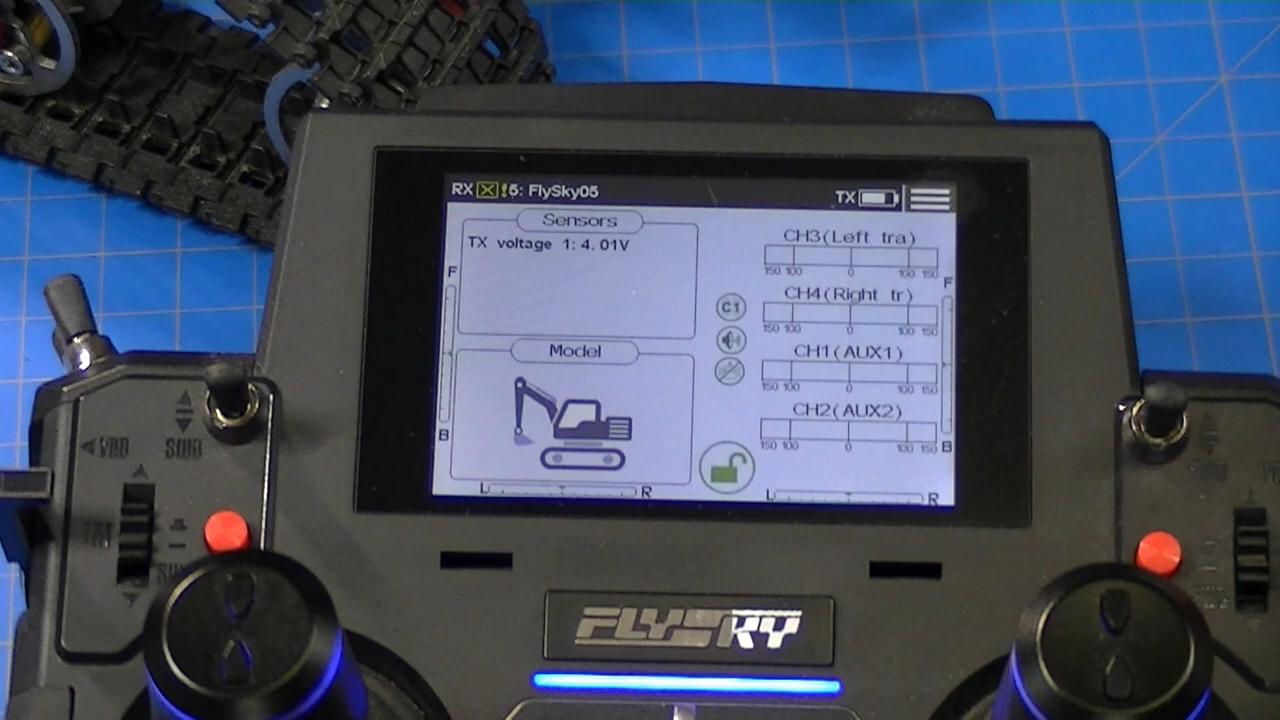 RX !5: FlySky05 TX
Sensors
TX voltage 1: 4. 01V
CH3(Left tra)
150 100 0 100 150
F
F
C1
CH4(Right tr)
150 100 0 100 150
Model
CH1(AUX1)
150 100 0 100 150
CH2(AUX2)
150 100 0 100 150
B
B
L R
L R
VRB
SWD
FLYSKY